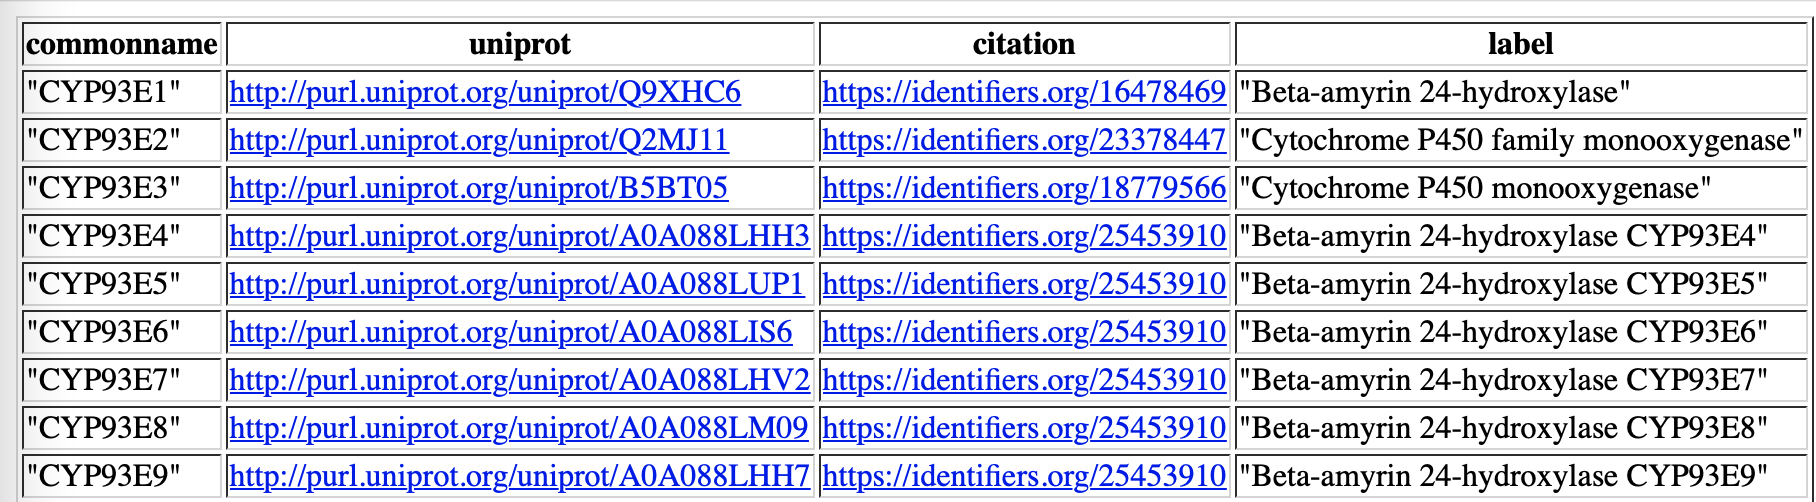 commonname uniprot citation label
"CYP93E1" http://purl.uniprot.org/uniprot/Q9XHC6 https://identifiers.org/16478469 "Beta-amyrin 24-hydroxylase"
"CYP93E2" http://purl.uniprot.org/uniprot/Q2MJ11 https://identifiers.org/23378447 "Cytochrome P450 family monooxygenase"
"CYP93E3" http://purl.uniprot.org/uniprot/B5BT05 https://identifiers.org/18779566 "Cytochrome P450 monooxygenase"
"CYP93E4" http://purl.uniprot.org/uniprot/A0A088LHH3 https://identifiers.org/25453910 "Beta-amyrin 24-hydroxylase CYP93E4"
"CYP93E5" http://purl.uniprot.org/uniprot/A0A088LUP1 https://identifiers.org/25453910 "Beta-amyrin 24-hydroxylase CYP93E5"
"CYP93E6" http://purl.uniprot.org/uniprot/A0A088LIS6 https://identifiers.org/25453910 "Beta-amyrin 24-hydroxylase CYP93E6"
"CYP93E7" http://purl.uniprot.org/uniprot/A0A088LHV2 https://identifiers.org/25453910 "Beta-amyrin 24-hydroxylase CYP93E7"
"CYP93E8" http://purl.uniprot.org/uniprot/A0A088LM09 https://identifiers.org/25453910 "Beta-amyrin 24-hydroxylase CYP93E8"
"CYP93E9" http://purl.uniprot.org/uniprot/A0A088LHH7 https://identifiers.org/25453910 "Beta-amyrin 24-hydroxylase CYP93E9"